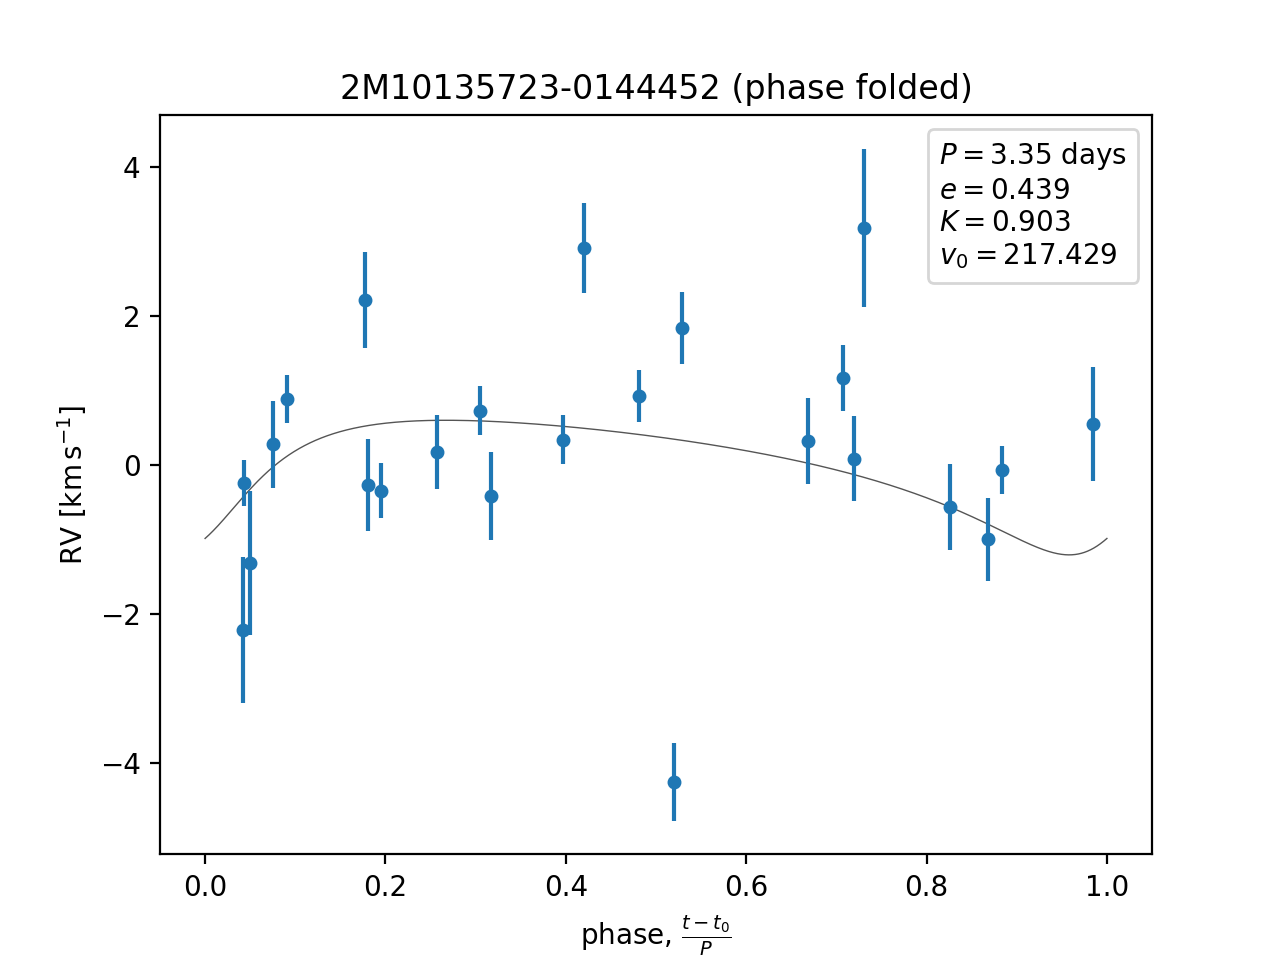 2M10135723-0144452 (phase folded)
P = 3.35 days
e = 0.439
K = 0.903
v₀ = 217.429
4
2
0
−2
−4
RV [km s⁻¹]
0.0 0.2 0.4 0.6 0.8 1.0
phase, (t − t₀)/P